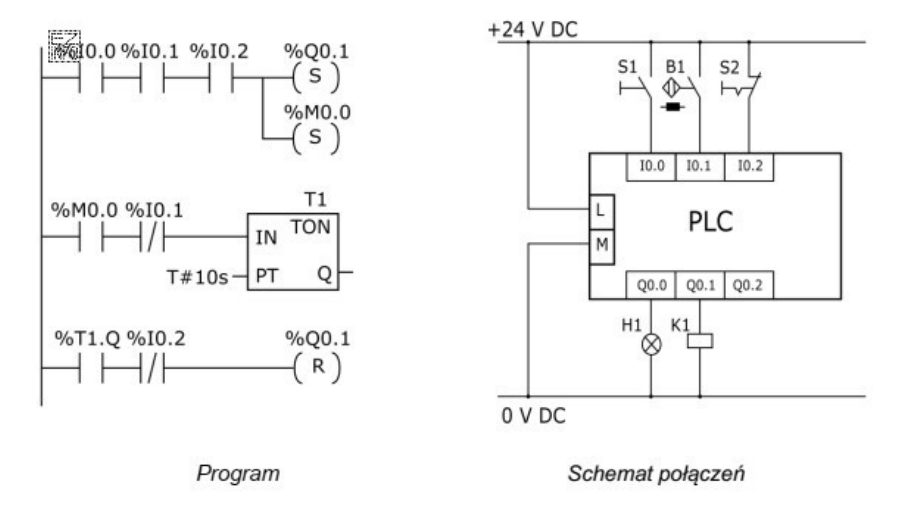 %I0.0 %I0.1 %I0.2 %Q0.1
S
%M0.0
S
%M0.0 %I0.1
T1
TON
IN
T#10s PT Q
%T1.Q %I0.2 %Q0.1
R
Program
+24 V DC
S1 B1 S2
I0.0 I0.1 I0.2
L
PLC
M
Q0.0 Q0.1 Q0.2
H1 K1
0 V DC
Schemat połączeń